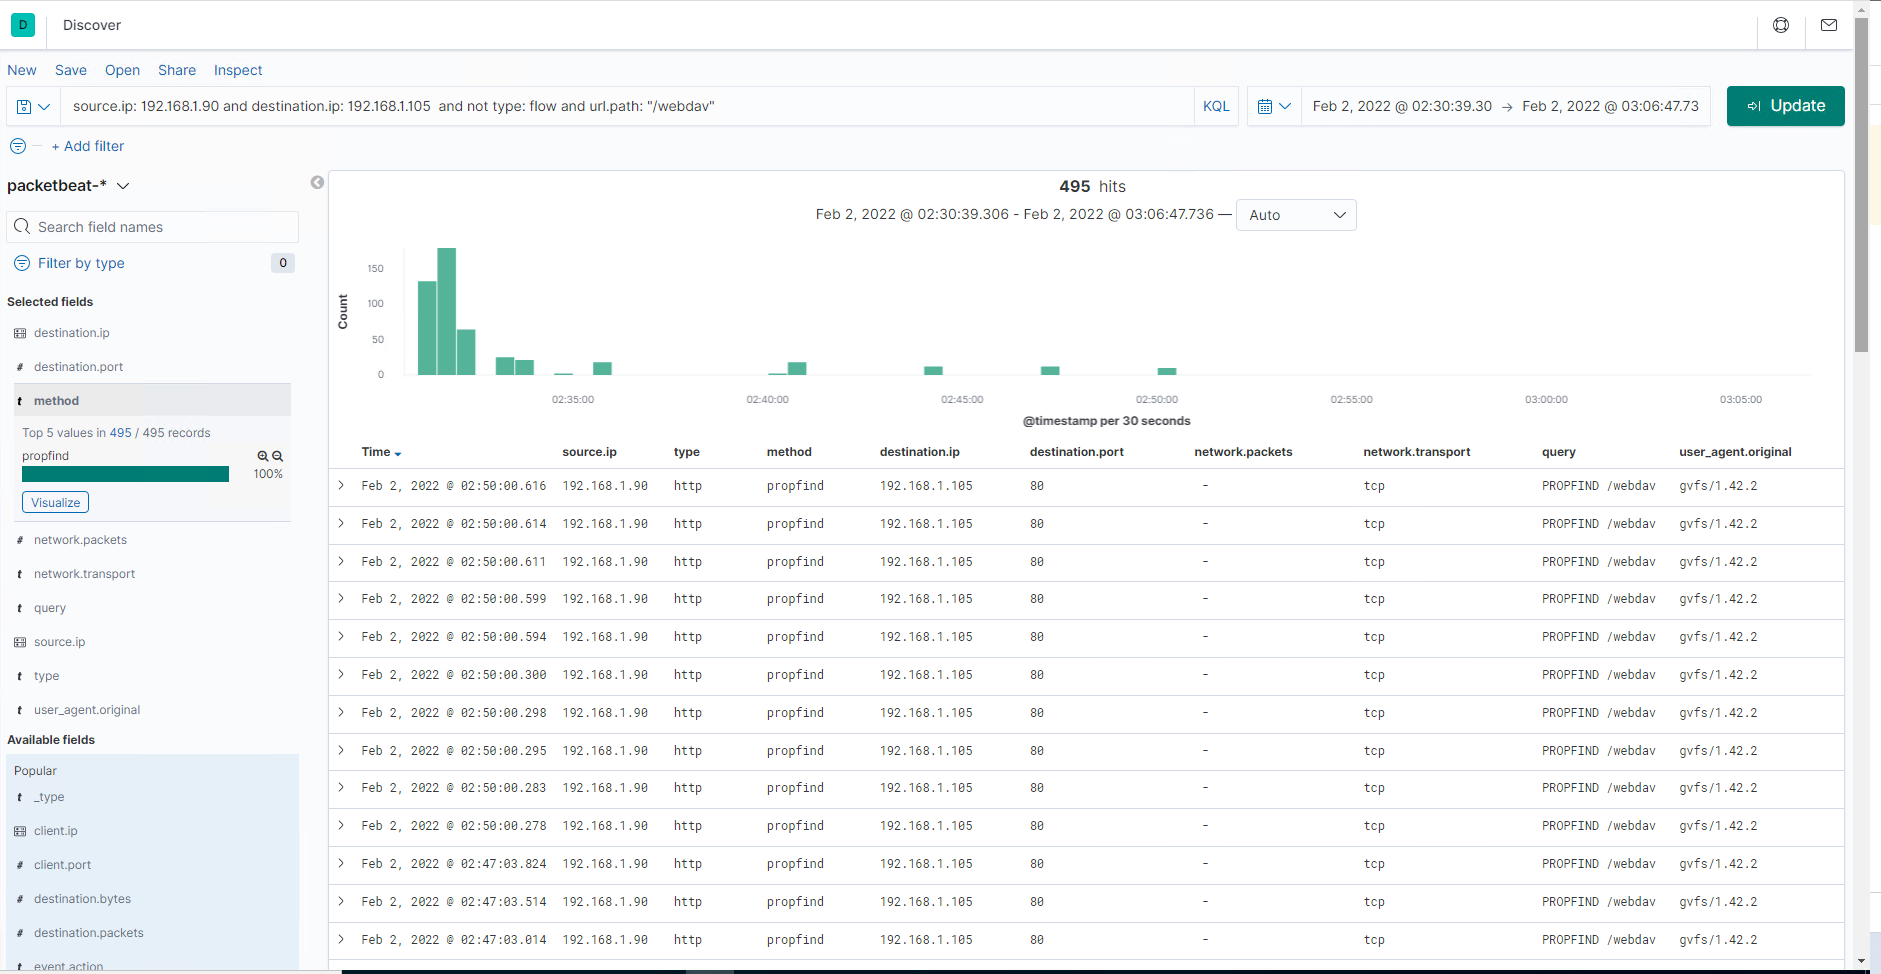 D Discover
New Save Open Share Inspect
source.ip: 192.168.1.90 and destination.ip: 192.168.1.105 and not type: flow and url.path: "/webdav" KQL Feb 2, 2022 @ 02:30:39.30 → Feb 2, 2022 @ 03:06:47.73 Update
+ Add filter
packetbeat-*
Search field names
Filter by type 0
Selected fields
destination.ip
# destination.port
t method
Top 5 values in 495 / 495 records
propfind
100%
Visualize
# network.packets
t network.transport
t query
source.ip
t type
t user_agent.original
Available fields
Popular
t _type
client.ip
# client.port
# destination.bytes
# destination.packets
t event.action
495 hits
Feb 2, 2022 @ 02:30:39.306 - Feb 2, 2022 @ 03:06:47.736 — Auto
Count
150
100
50
0
02:35:00 02:40:00 02:45:00 02:50:00 02:55:00 03:00:00 03:05:00
@timestamp per 30 seconds
Time source.ip type method destination.ip destination.port network.packets network.transport query user_agent.original
Feb 2, 2022 @ 02:50:00.616 192.168.1.90 http propfind 192.168.1.105 80 - tcp PROPFIND /webdav gvfs/1.42.2
Feb 2, 2022 @ 02:50:00.614 192.168.1.90 http propfind 192.168.1.105 80 - tcp PROPFIND /webdav gvfs/1.42.2
Feb 2, 2022 @ 02:50:00.611 192.168.1.90 http propfind 192.168.1.105 80 - tcp PROPFIND /webdav gvfs/1.42.2
Feb 2, 2022 @ 02:50:00.599 192.168.1.90 http propfind 192.168.1.105 80 - tcp PROPFIND /webdav gvfs/1.42.2
Feb 2, 2022 @ 02:50:00.594 192.168.1.90 http propfind 192.168.1.105 80 - tcp PROPFIND /webdav gvfs/1.42.2
Feb 2, 2022 @ 02:50:00.300 192.168.1.90 http propfind 192.168.1.105 80 - tcp PROPFIND /webdav gvfs/1.42.2
Feb 2, 2022 @ 02:50:00.298 192.168.1.90 http propfind 192.168.1.105 80 - tcp PROPFIND /webdav gvfs/1.42.2
Feb 2, 2022 @ 02:50:00.295 192.168.1.90 http propfind 192.168.1.105 80 - tcp PROPFIND /webdav gvfs/1.42.2
Feb 2, 2022 @ 02:50:00.283 192.168.1.90 http propfind 192.168.1.105 80 - tcp PROPFIND /webdav gvfs/1.42.2
Feb 2, 2022 @ 02:50:00.278 192.168.1.90 http propfind 192.168.1.105 80 - tcp PROPFIND /webdav gvfs/1.42.2
Feb 2, 2022 @ 02:47:03.824 192.168.1.90 http propfind 192.168.1.105 80 - tcp PROPFIND /webdav gvfs/1.42.2
Feb 2, 2022 @ 02:47:03.514 192.168.1.90 http propfind 192.168.1.105 80 - tcp PROPFIND /webdav gvfs/1.42.2
Feb 2, 2022 @ 02:47:03.014 192.168.1.90 http propfind 192.168.1.105 80 - tcp PROPFIND /webdav gvfs/1.42.2